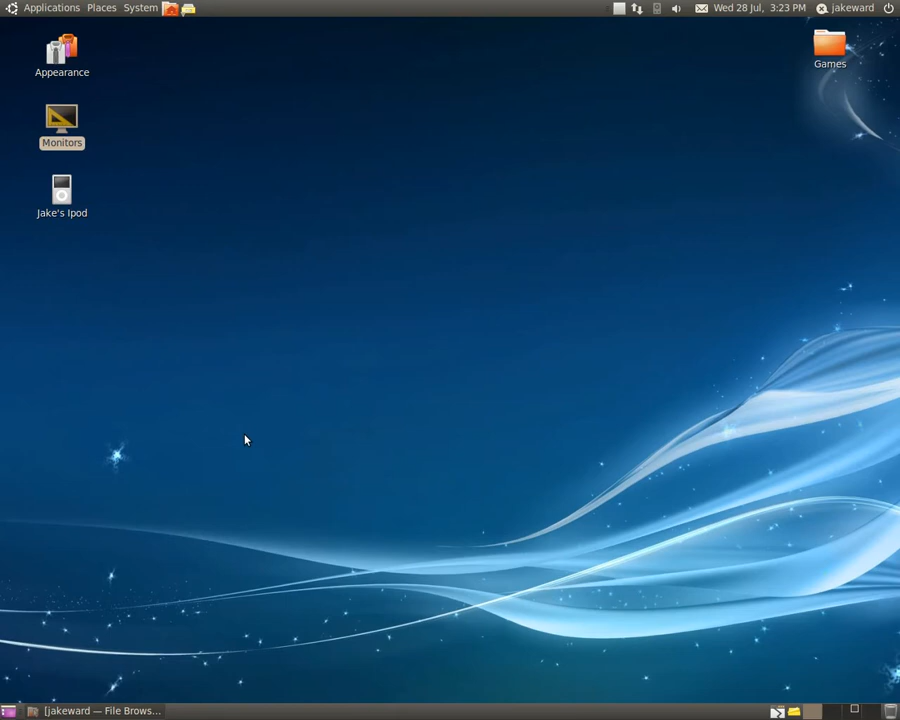 Applications Places System Wed 28 Jul, 3:23 PM jakeward
Appearance
Games
Monitors
Jake's Ipod
[jakeward — File Brows...